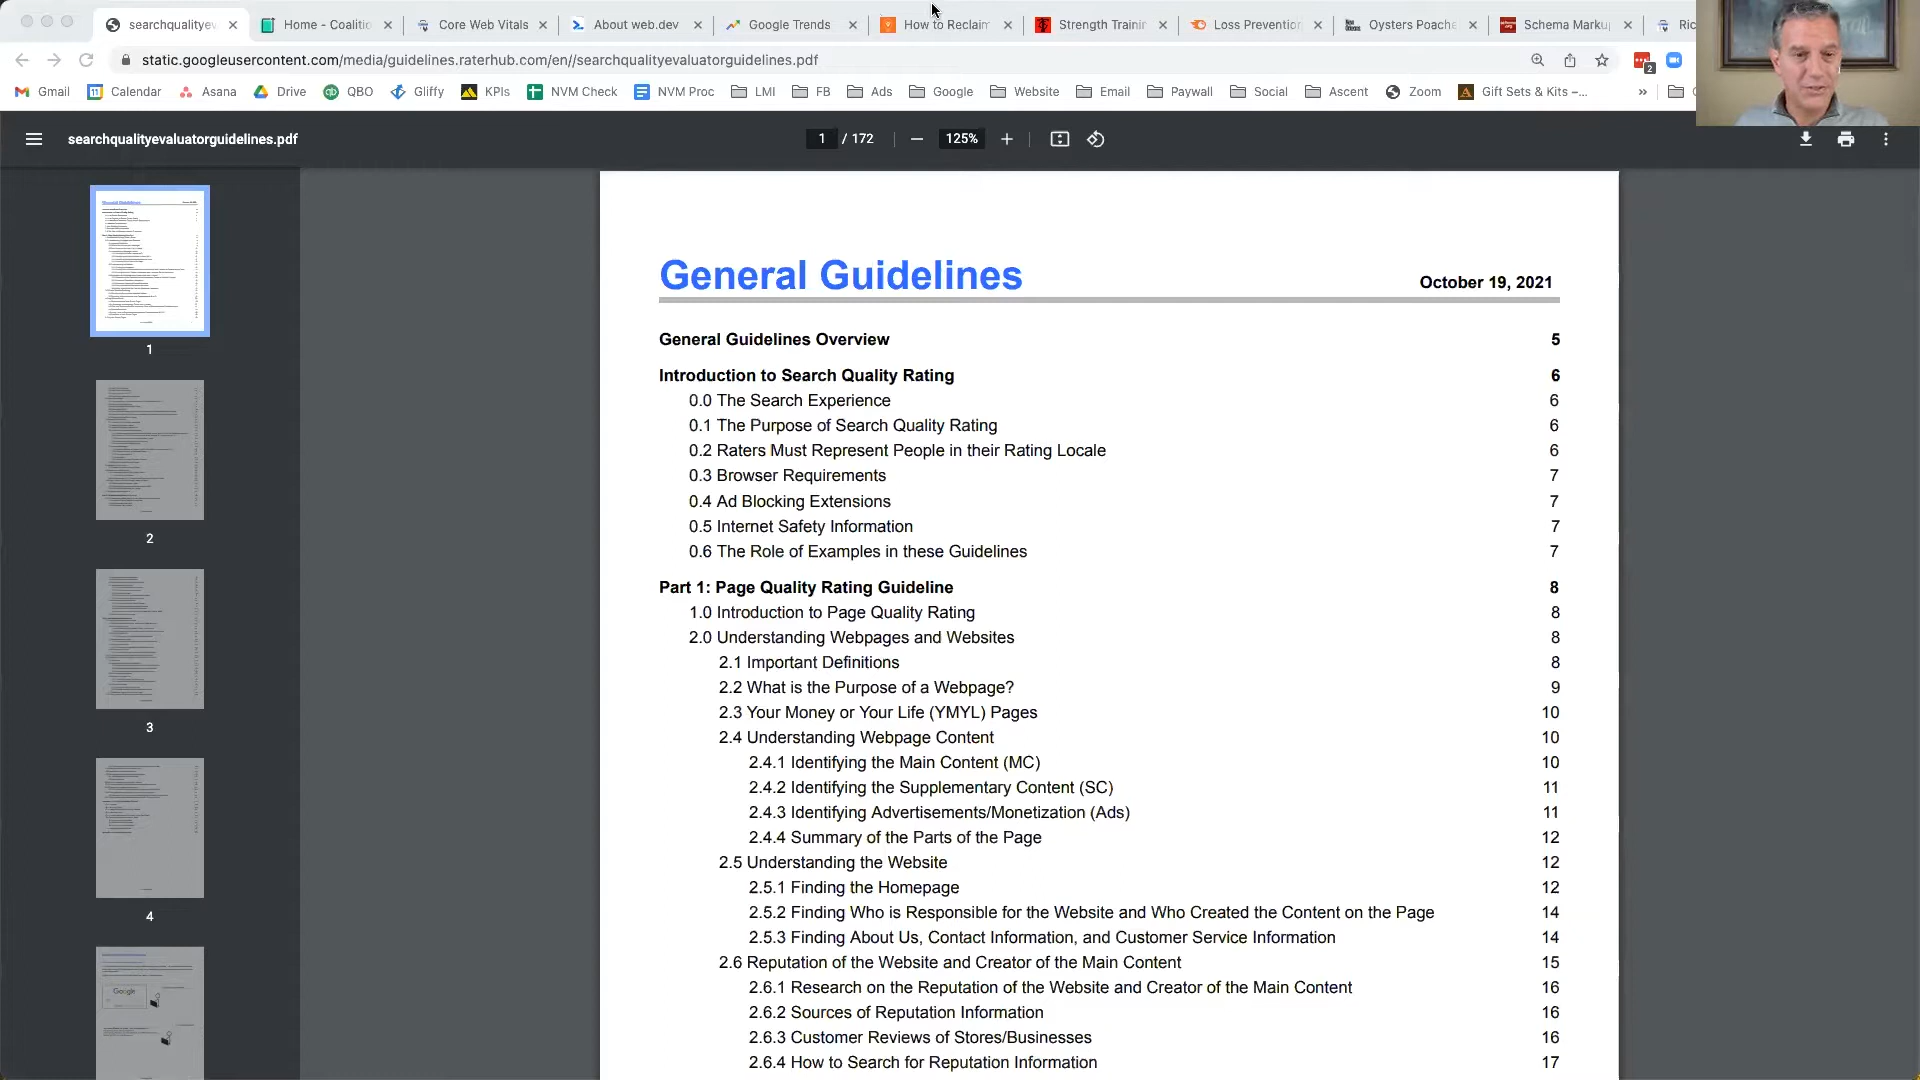 searchqualityev
Home - Coalitio
Core Web Vitals
About web.dev
Google Trends
How to Reclaim
Strength Trainin
Loss Prevention
Oysters Poache
Schema Marku
Ric
static.googleusercontent.com/media/guidelines.raterhub.com/en//searchqualityevaluatorguidelines.pdf
2
Gmail
11
Calendar
Asana
Drive
QBO
Gliffy
KPIs
NVM Check
NVM Proc
LMI
FB
Ads
Google
Website
Email
Paywall
Social
Ascent
Zoom
Gift Sets & Kits –...
»
searchqualityevaluatorguidelines.pdf
1 / 172
125%
1
2
3
4
General Guidelines
October 19, 2021
General Guidelines Overview 5
Introduction to Search Quality Rating 6
0.0 The Search Experience 6
0.1 The Purpose of Search Quality Rating 6
0.2 Raters Must Represent People in their Rating Locale 6
0.3 Browser Requirements 7
0.4 Ad Blocking Extensions 7
0.5 Internet Safety Information 7
0.6 The Role of Examples in these Guidelines 7
Part 1: Page Quality Rating Guideline 8
1.0 Introduction to Page Quality Rating 8
2.0 Understanding Webpages and Websites 8
2.1 Important Definitions 8
2.2 What is the Purpose of a Webpage? 9
2.3 Your Money or Your Life (YMYL) Pages 10
2.4 Understanding Webpage Content 10
2.4.1 Identifying the Main Content (MC) 10
2.4.2 Identifying the Supplementary Content (SC) 11
2.4.3 Identifying Advertisements/Monetization (Ads) 11
2.4.4 Summary of the Parts of the Page 12
2.5 Understanding the Website 12
2.5.1 Finding the Homepage 12
2.5.2 Finding Who is Responsible for the Website and Who Created the Content on the Page 14
2.5.3 Finding About Us, Contact Information, and Customer Service Information 14
2.6 Reputation of the Website and Creator of the Main Content 15
2.6.1 Research on the Reputation of the Website and Creator of the Main Content 16
2.6.2 Sources of Reputation Information 16
2.6.3 Customer Reviews of Stores/Businesses 16
2.6.4 How to Search for Reputation Information 17